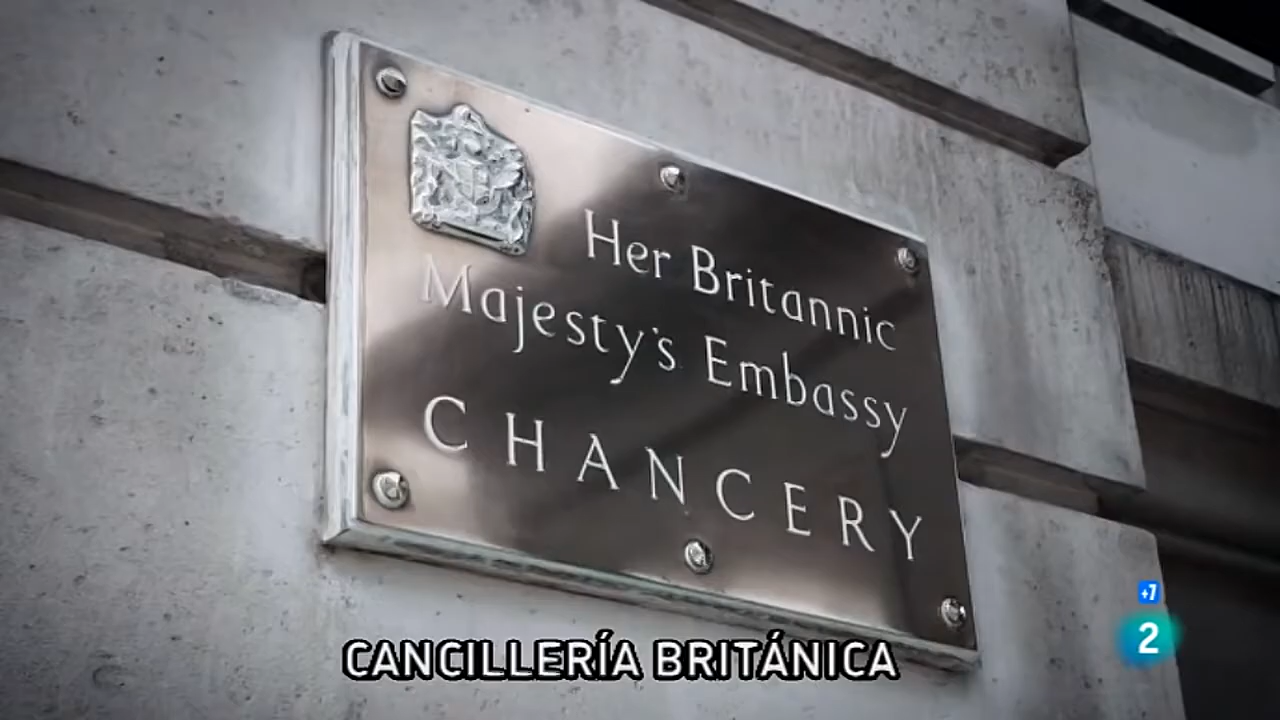 Her Britannic
Majesty's Embassy
CHANCERY
+7
2
CANCILLERÍA BRITÁNICA